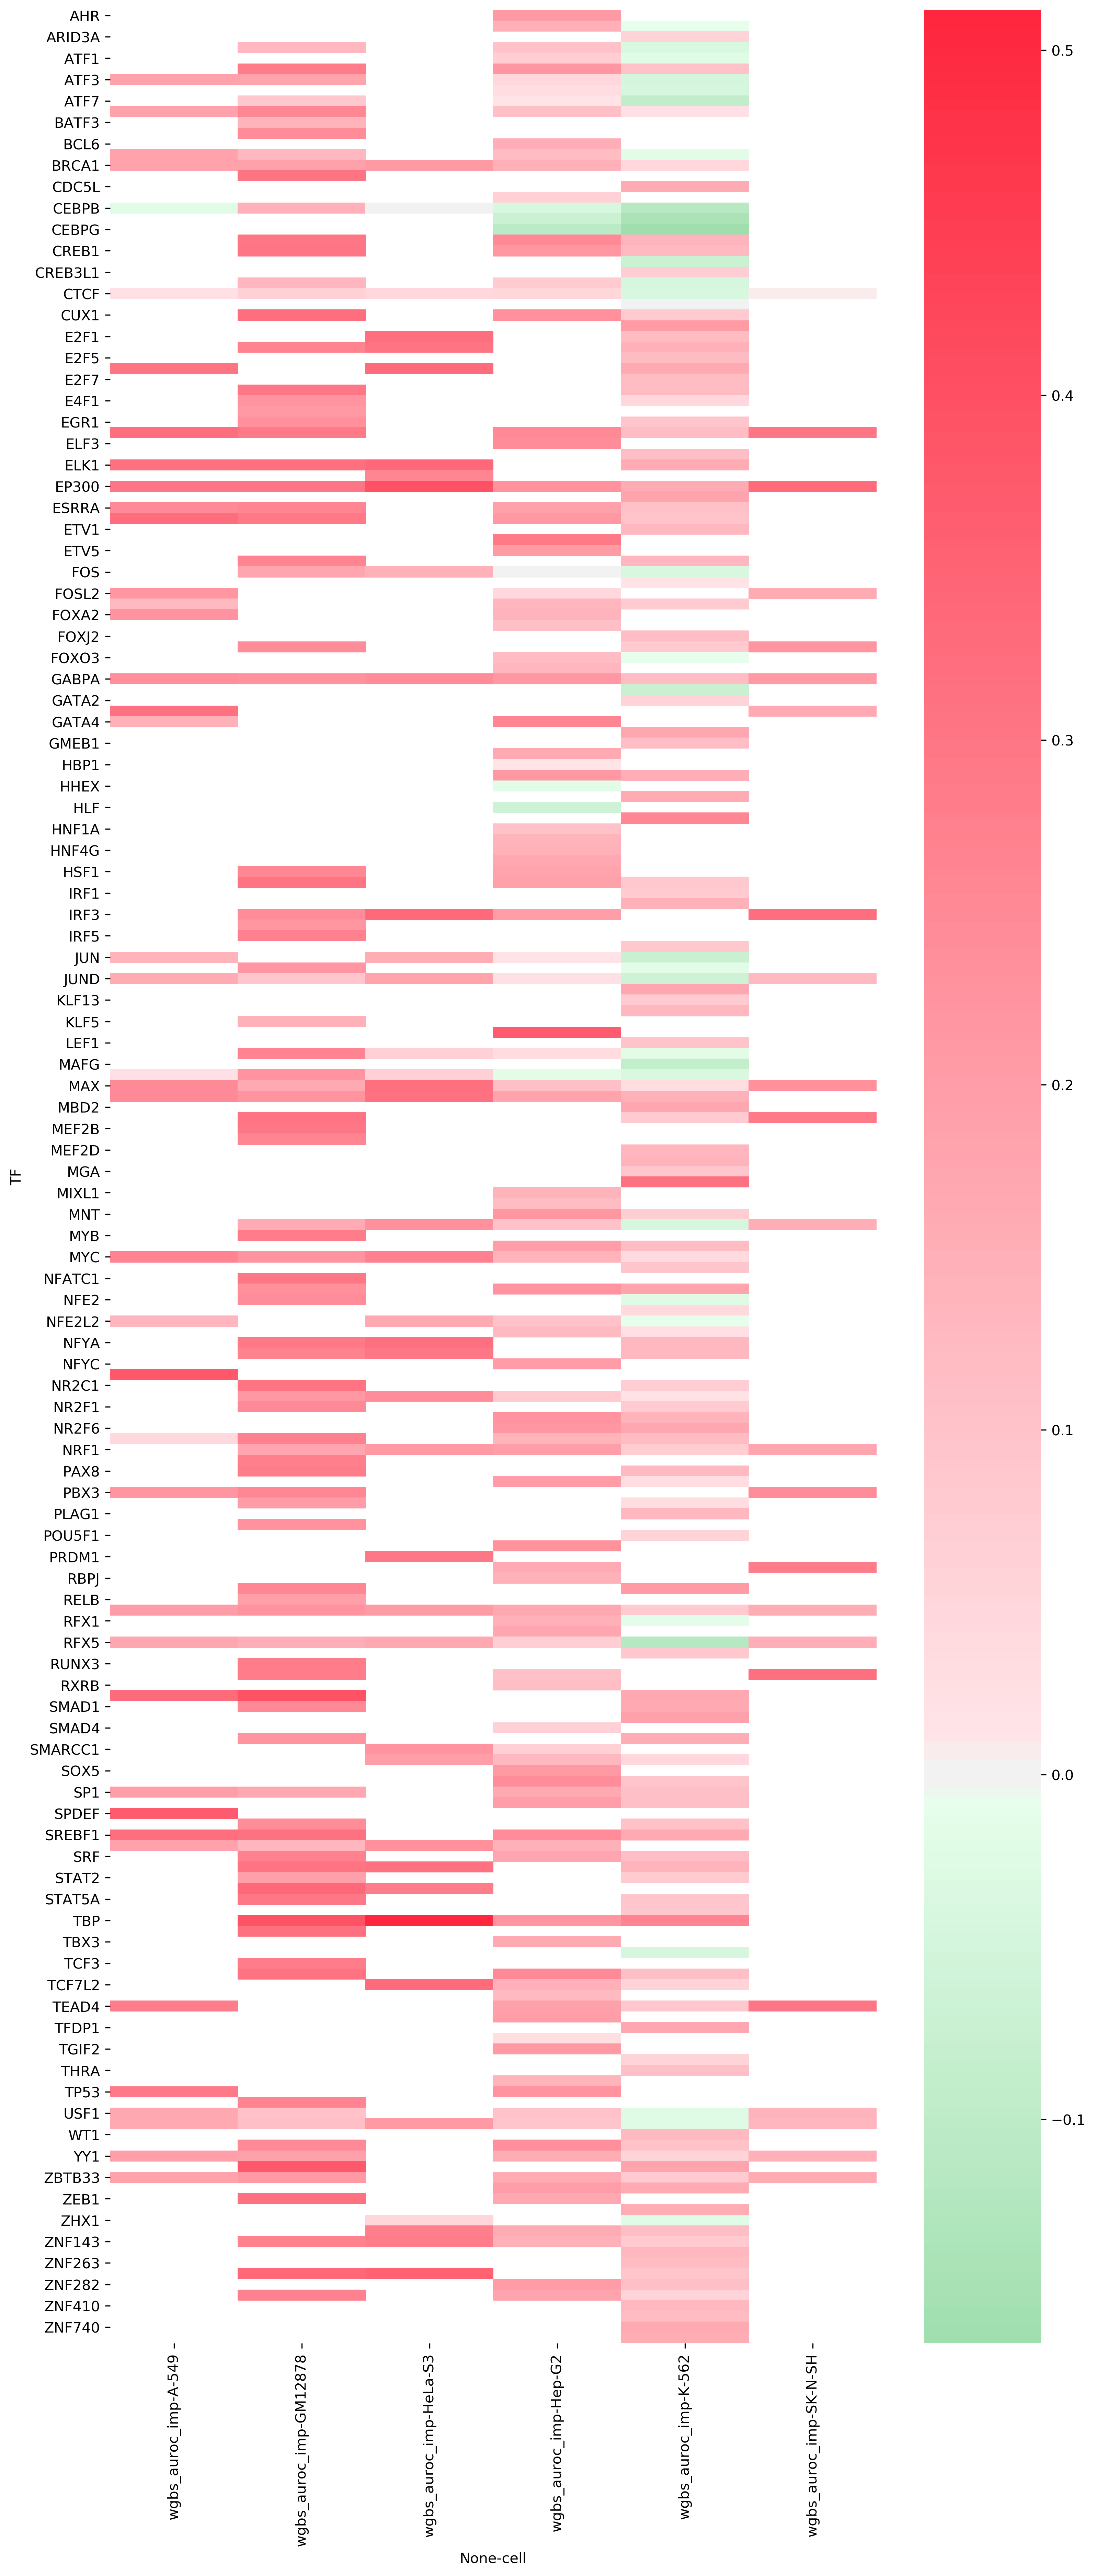 AHR
ARID3A
ATF1
ATF3
ATF7
BATF3
BCL6
BRCA1
CDC5L
CEBPB
CEBPG
CREB1
CREB3L1
CTCF
CUX1
E2F1
E2F5
E2F7
E4F1
EGR1
ELF3
ELK1
EP300
ESRRA
ETV1
ETV5
FOS
FOSL2
FOXA2
FOXJ2
FOXO3
GABPA
GATA2
GATA4
GMEB1
HBP1
HHEX
HLF
HNF1A
HNF4G
HSF1
IRF1
IRF3
IRF5
JUN
JUND
KLF13
KLF5
LEF1
MAFG
MAX
MBD2
MEF2B
MEF2D
MGA
MIXL1
MNT
MYB
MYC
NFATC1
NFE2
NFE2L2
NFYA
NFYC
NR2C1
NR2F1
NR2F6
NRF1
PAX8
PBX3
PLAG1
POU5F1
PRDM1
RBPJ
RELB
RFX1
RFX5
RUNX3
RXRB
SMAD1
SMAD4
SMARCC1
SOX5
SP1
SPDEF
SREBF1
SRF
STAT2
STAT5A
TBP
TBX3
TCF3
TCF7L2
TEAD4
TFDP1
TGIF2
THRA
TP53
USF1
WT1
YY1
ZBTB33
ZEB1
ZHX1
ZNF143
ZNF263
ZNF282
ZNF410
ZNF740
TF
wgbs_auroc_imp-A-549
wgbs_auroc_imp-GM12878
wgbs_auroc_imp-HeLa-S3
wgbs_auroc_imp-Hep-G2
wgbs_auroc_imp-K-562
wgbs_auroc_imp-SK-N-SH
None-cell
0.5
0.4
0.3
0.2
0.1
0.0
−0.1